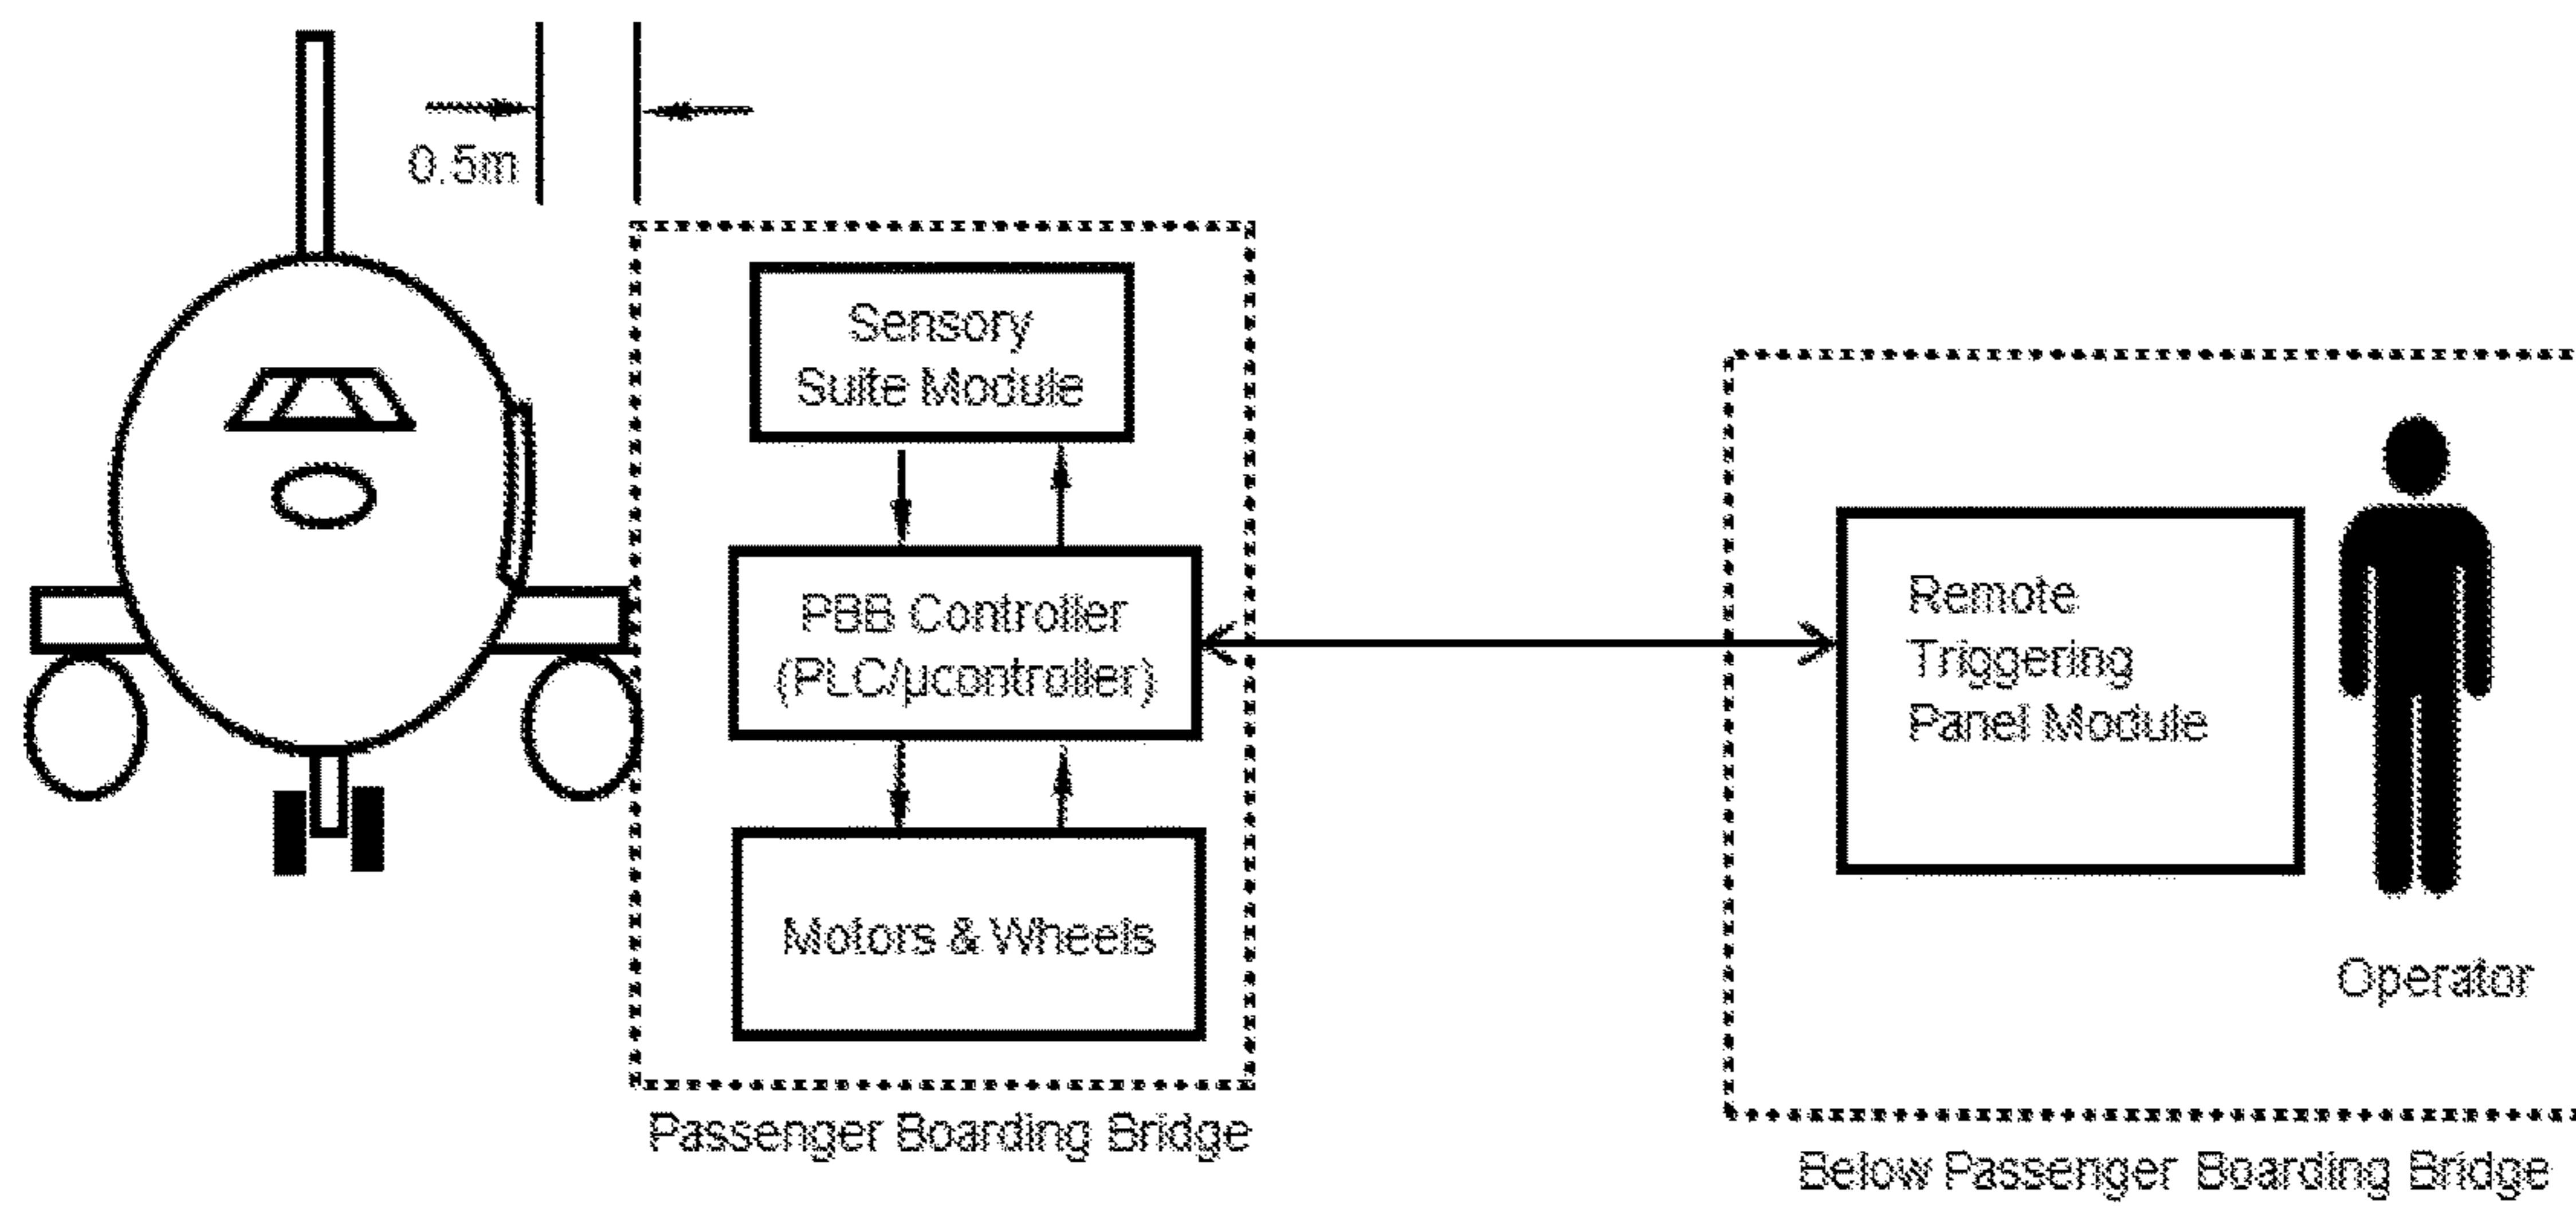 0.5m
Sensory
Suite Module
PBB Controller
(PLC/µcontroller)
Motors & Wheels
Passenger Boarding Bridge
Remote
Triggering
Panel Module
Operator
Below Passenger Boarding Bridge